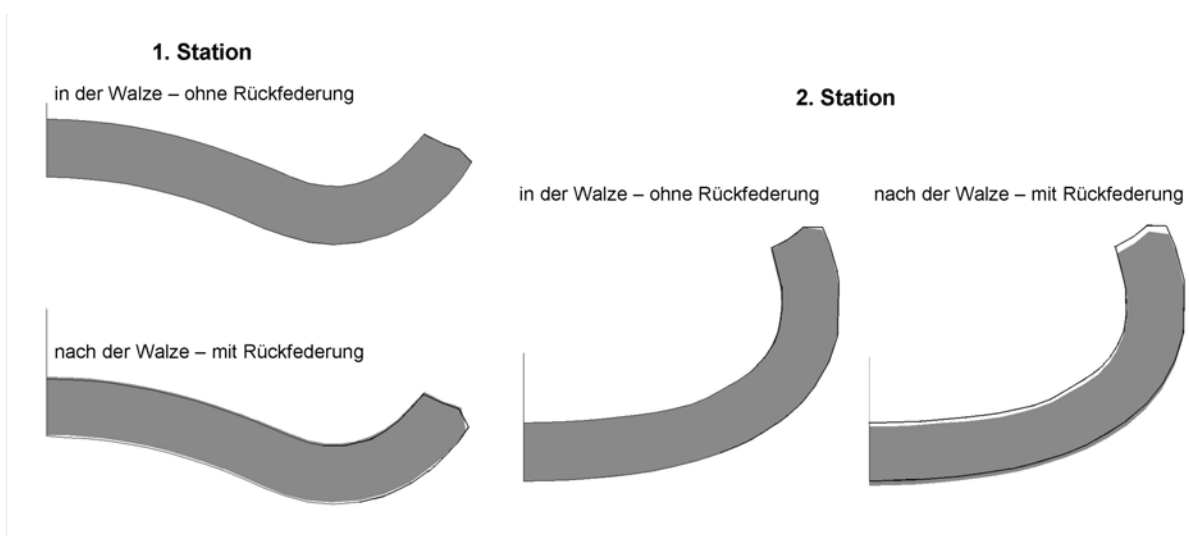 1. Station
in der Walze – ohne Rückfederung
nach der Walze – mit Rückfederung
2. Station
in der Walze – ohne Rückfederung
nach der Walze – mit Rückfederung